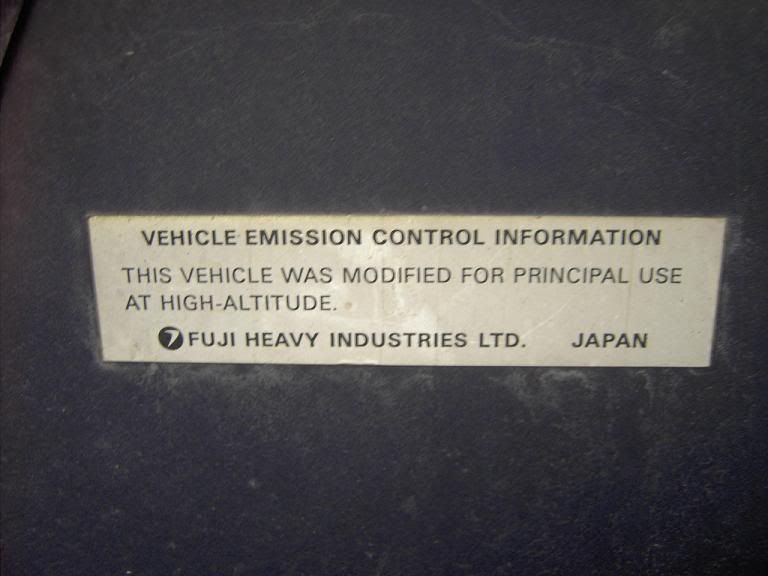 VEHICLE EMISSION CONTROL INFORMATION
THIS VEHICLE WAS MODIFIED FOR PRINCIPAL USE
AT HIGH-ALTITUDE.
FUJI HEAVY INDUSTRIES LTD. JAPAN